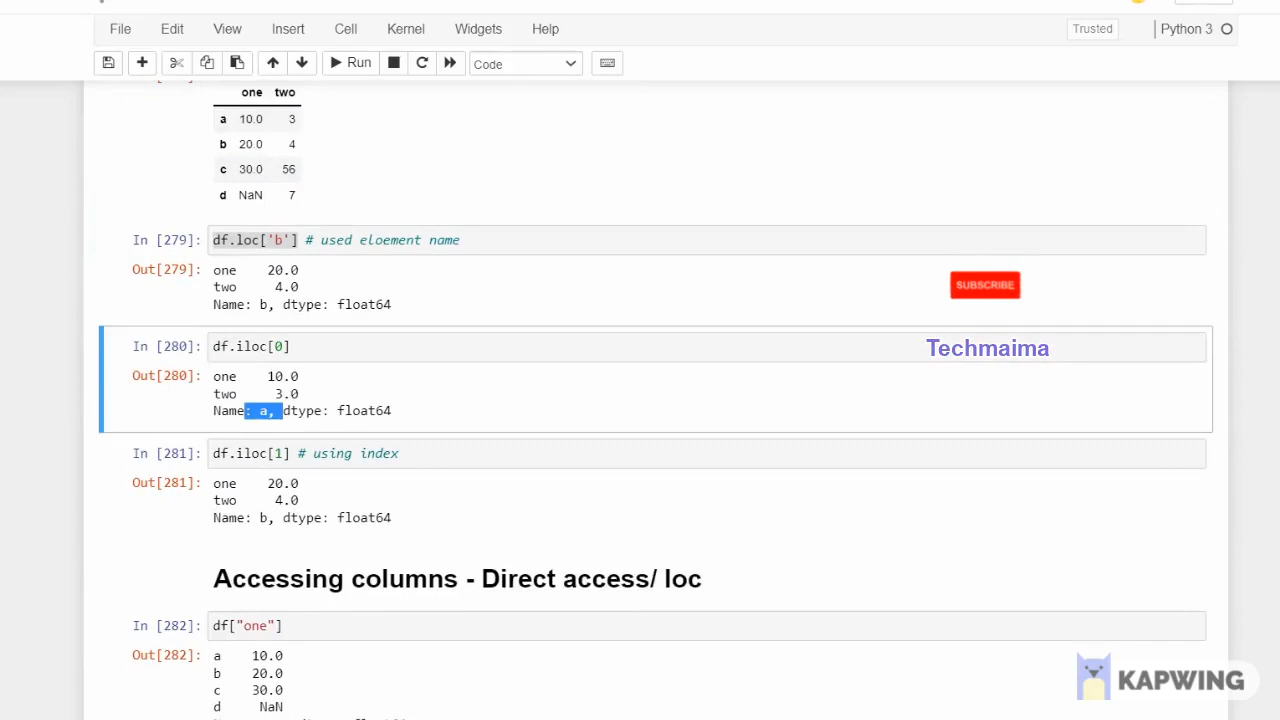 File Edit View Insert Cell Kernel Widgets Help Trusted Python 3
Run Code
one two
a 10.0 3
b 20.0 4
c 30.0 56
d NaN 7
In [279]: df.loc['b'] # used eloement name
Out[279]: one 20.0
two 4.0
Name: b, dtype: float64
SUBSCRIBE
In [280]: df.iloc[0]
Techmaima
Out[280]: one 10.0
two 3.0
Name: a, dtype: float64
In [281]: df.iloc[1] # using index
Out[281]: one 20.0
two 4.0
Name: b, dtype: float64
Accessing columns - Direct access/ loc
In [282]: df["one"]
Out[282]: a 10.0
b 20.0
c 30.0
d NaN
KAPWING